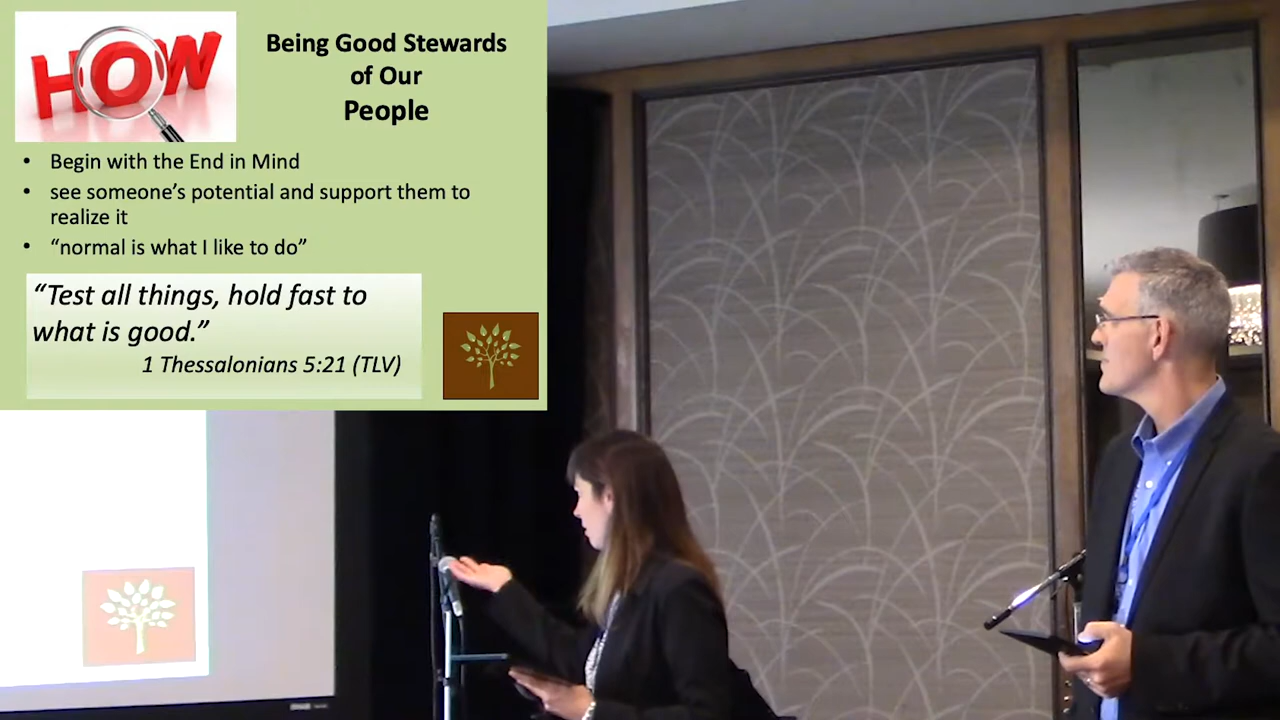 HOW
Being Good Stewards
of Our
People
• Begin with the End in Mind
• see someone’s potential and support them to
realize it
• “normal is what I like to do”
“Test all things, hold fast to
what is good.”
1 Thessalonians 5:21 (TLV)